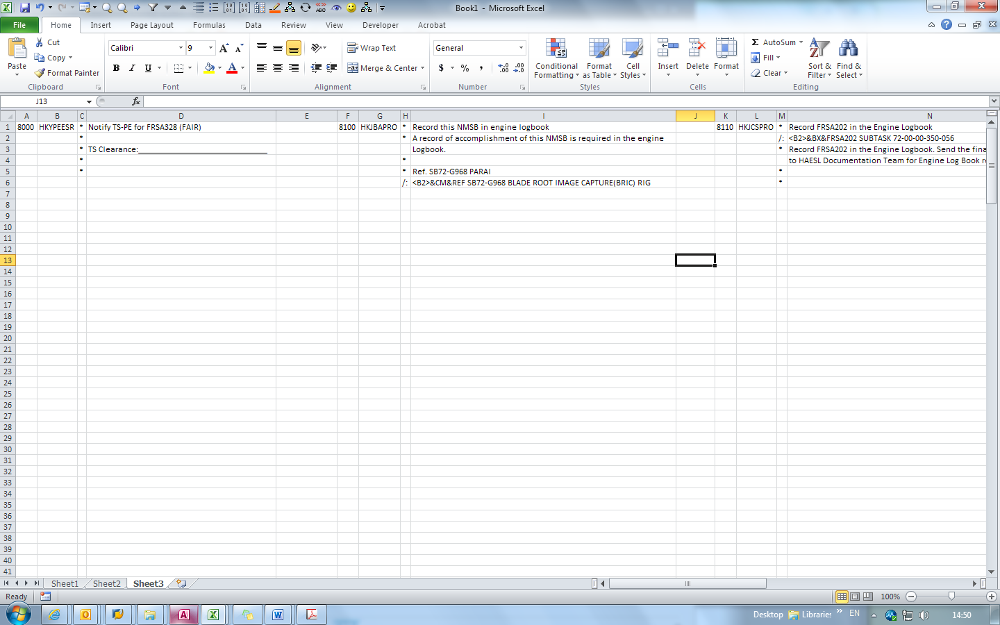 Book1 - Microsoft Excel
File Home Insert Page Layout Formulas Data Review View Developer Acrobat
Paste
Cut
Copy
Format Painter
Clipboard
Calibri 9
B I U
Font
Wrap Text
Merge & Center
Alignment
General
$ % ,
Number
Conditional Formatting
Format as Table
Cell Styles
Styles
Insert Delete Format
Cells
Σ AutoSum
Fill
Clear
Sort & Filter
Find & Select
Editing
J13 fx
A B C D E F G H I J K L M N
1 8000 HKYPEESR * Notify TS-PE for FRSA328 (FAIR) 8100 HKJBAPRO * Record this NMSB in engine logbook 8110 HKJCSPRO * Record FRSA202 in the Engine Logbook
2 * * A record of accomplishment of this NMSB is required in the engine /: <B2>&BX&FRSA202 SUBTASK 72-00-00-350-056
3 * TS Clearance:______________________________ Logbook. * Record FRSA202 in the Engine Logbook. Send the fina
4 * * to HAESL Documentation Team for Engine Log Book r
5 * * Ref. SB72-G968 PARAI *
6 /: <B2>&CM&REF SB72-G968 BLADE ROOT IMAGE CAPTURE(BRIC) RIG *
7
8
9
10
11
12
13
14
15
16
17
18
19
20
21
22
23
24
25
26
27
28
29
30
31
32
33
34
35
36
37
38
39
40
41
Sheet1 Sheet2 Sheet3
Ready 100%
Desktop Libraries EN 14:50